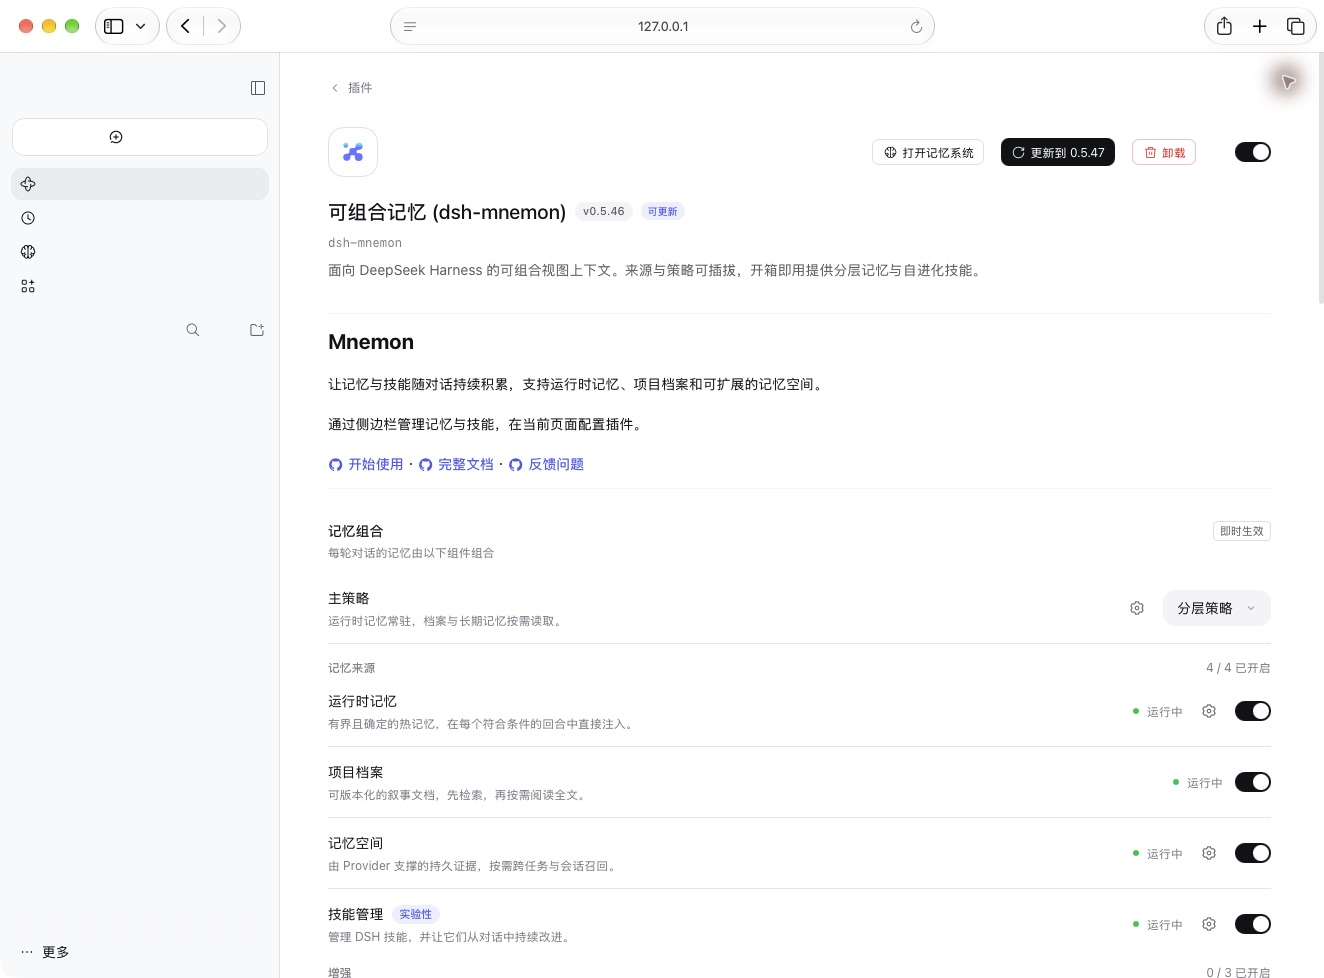 127.0.0.1
插件
打开记忆系统
更新到 0.5.47
卸载
可组合记忆 (dsh-mnemon) v0.5.46 可更新
dsh-mnemon
面向 DeepSeek Harness 的可组合视图上下文。来源与策略可插拔，开箱即用提供分层记忆与自进化技能。
Mnemon
让记忆与技能随对话持续积累，支持运行时记忆、项目档案和可扩展的记忆空间。
通过侧边栏管理记忆与技能，在当前页面配置插件。
开始使用 · 完整文档 · 反馈问题
记忆组合 即时生效
每轮对话的记忆由以下组件组合
主策略 分层策略
运行时记忆常驻，档案与长期记忆按需读取。
记忆来源 4 / 4 已开启
运行时记忆 运行中
有界且确定的热记忆，在每个符合条件的回合中直接注入。
项目档案 运行中
可版本化的叙事文档，先检索，再按需阅读全文。
记忆空间 运行中
由 Provider 支撑的持久证据，按需跨任务与会话召回。
技能管理 实验性 运行中
管理 DSH 技能，并让它们从对话中持续改进。
增强 0 / 3 已开启
··· 更多